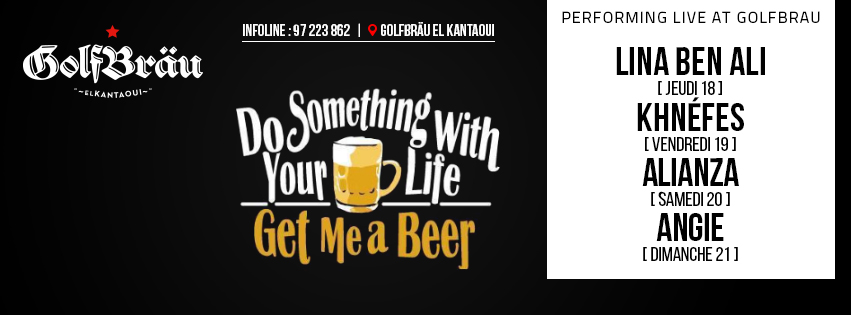 GolfBräu
~ELKANTAOUI~
INFOLINE : 97 223 862 | GOLFBRÄU EL KANTAOUI
Do Something With
Your Life
Get Me a Beer
PERFORMING LIVE AT GOLFBRAU
LINA BEN ALI
[ JEUDI 18 ]
KHNÉFES
[ VENDREDI 19 ]
ALIANZA
[ SAMEDI 20 ]
ANGIE
[ DIMANCHE 21 ]